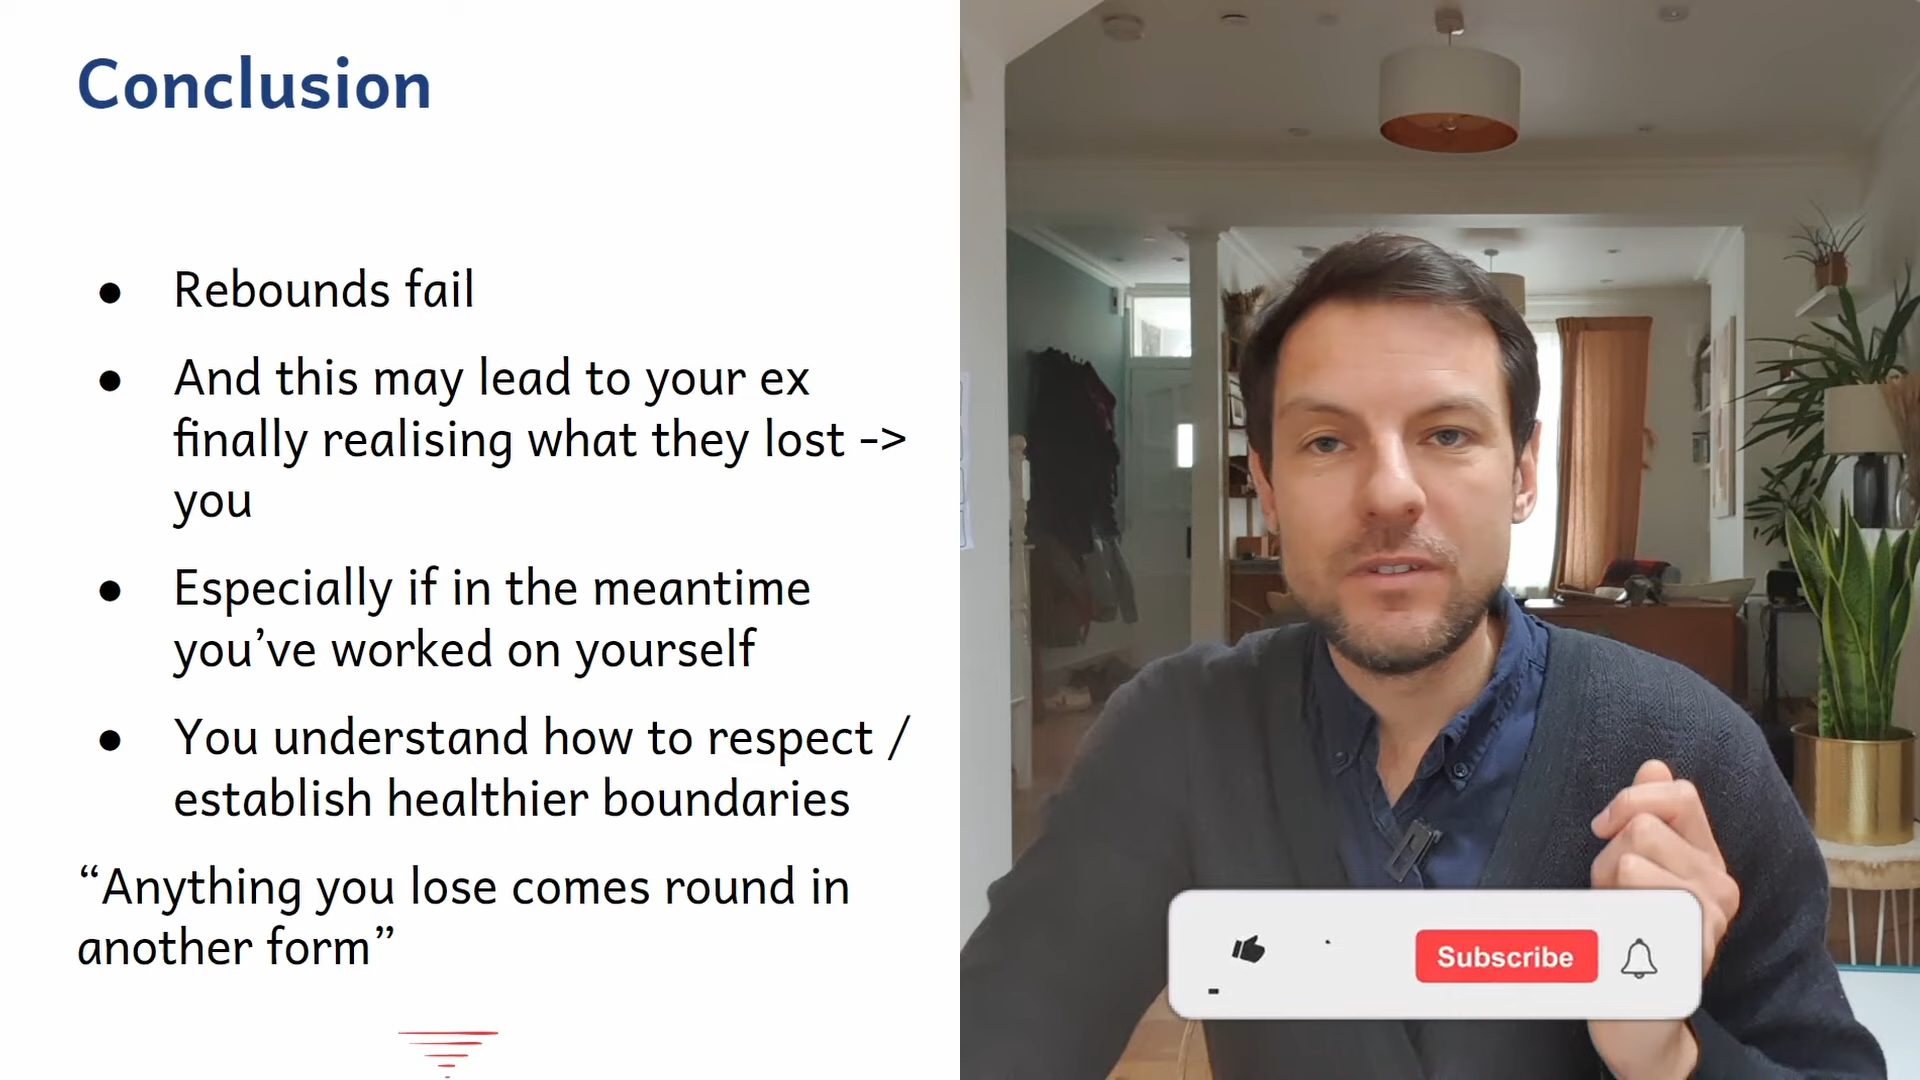 Conclusion
● Rebounds fail
● And this may lead to your ex
finally realising what they lost ->
you
● Especially if in the meantime
you’ve worked on yourself
● You understand how to respect /
establish healthier boundaries
“Anything you lose comes round in
another form”
Subscribe